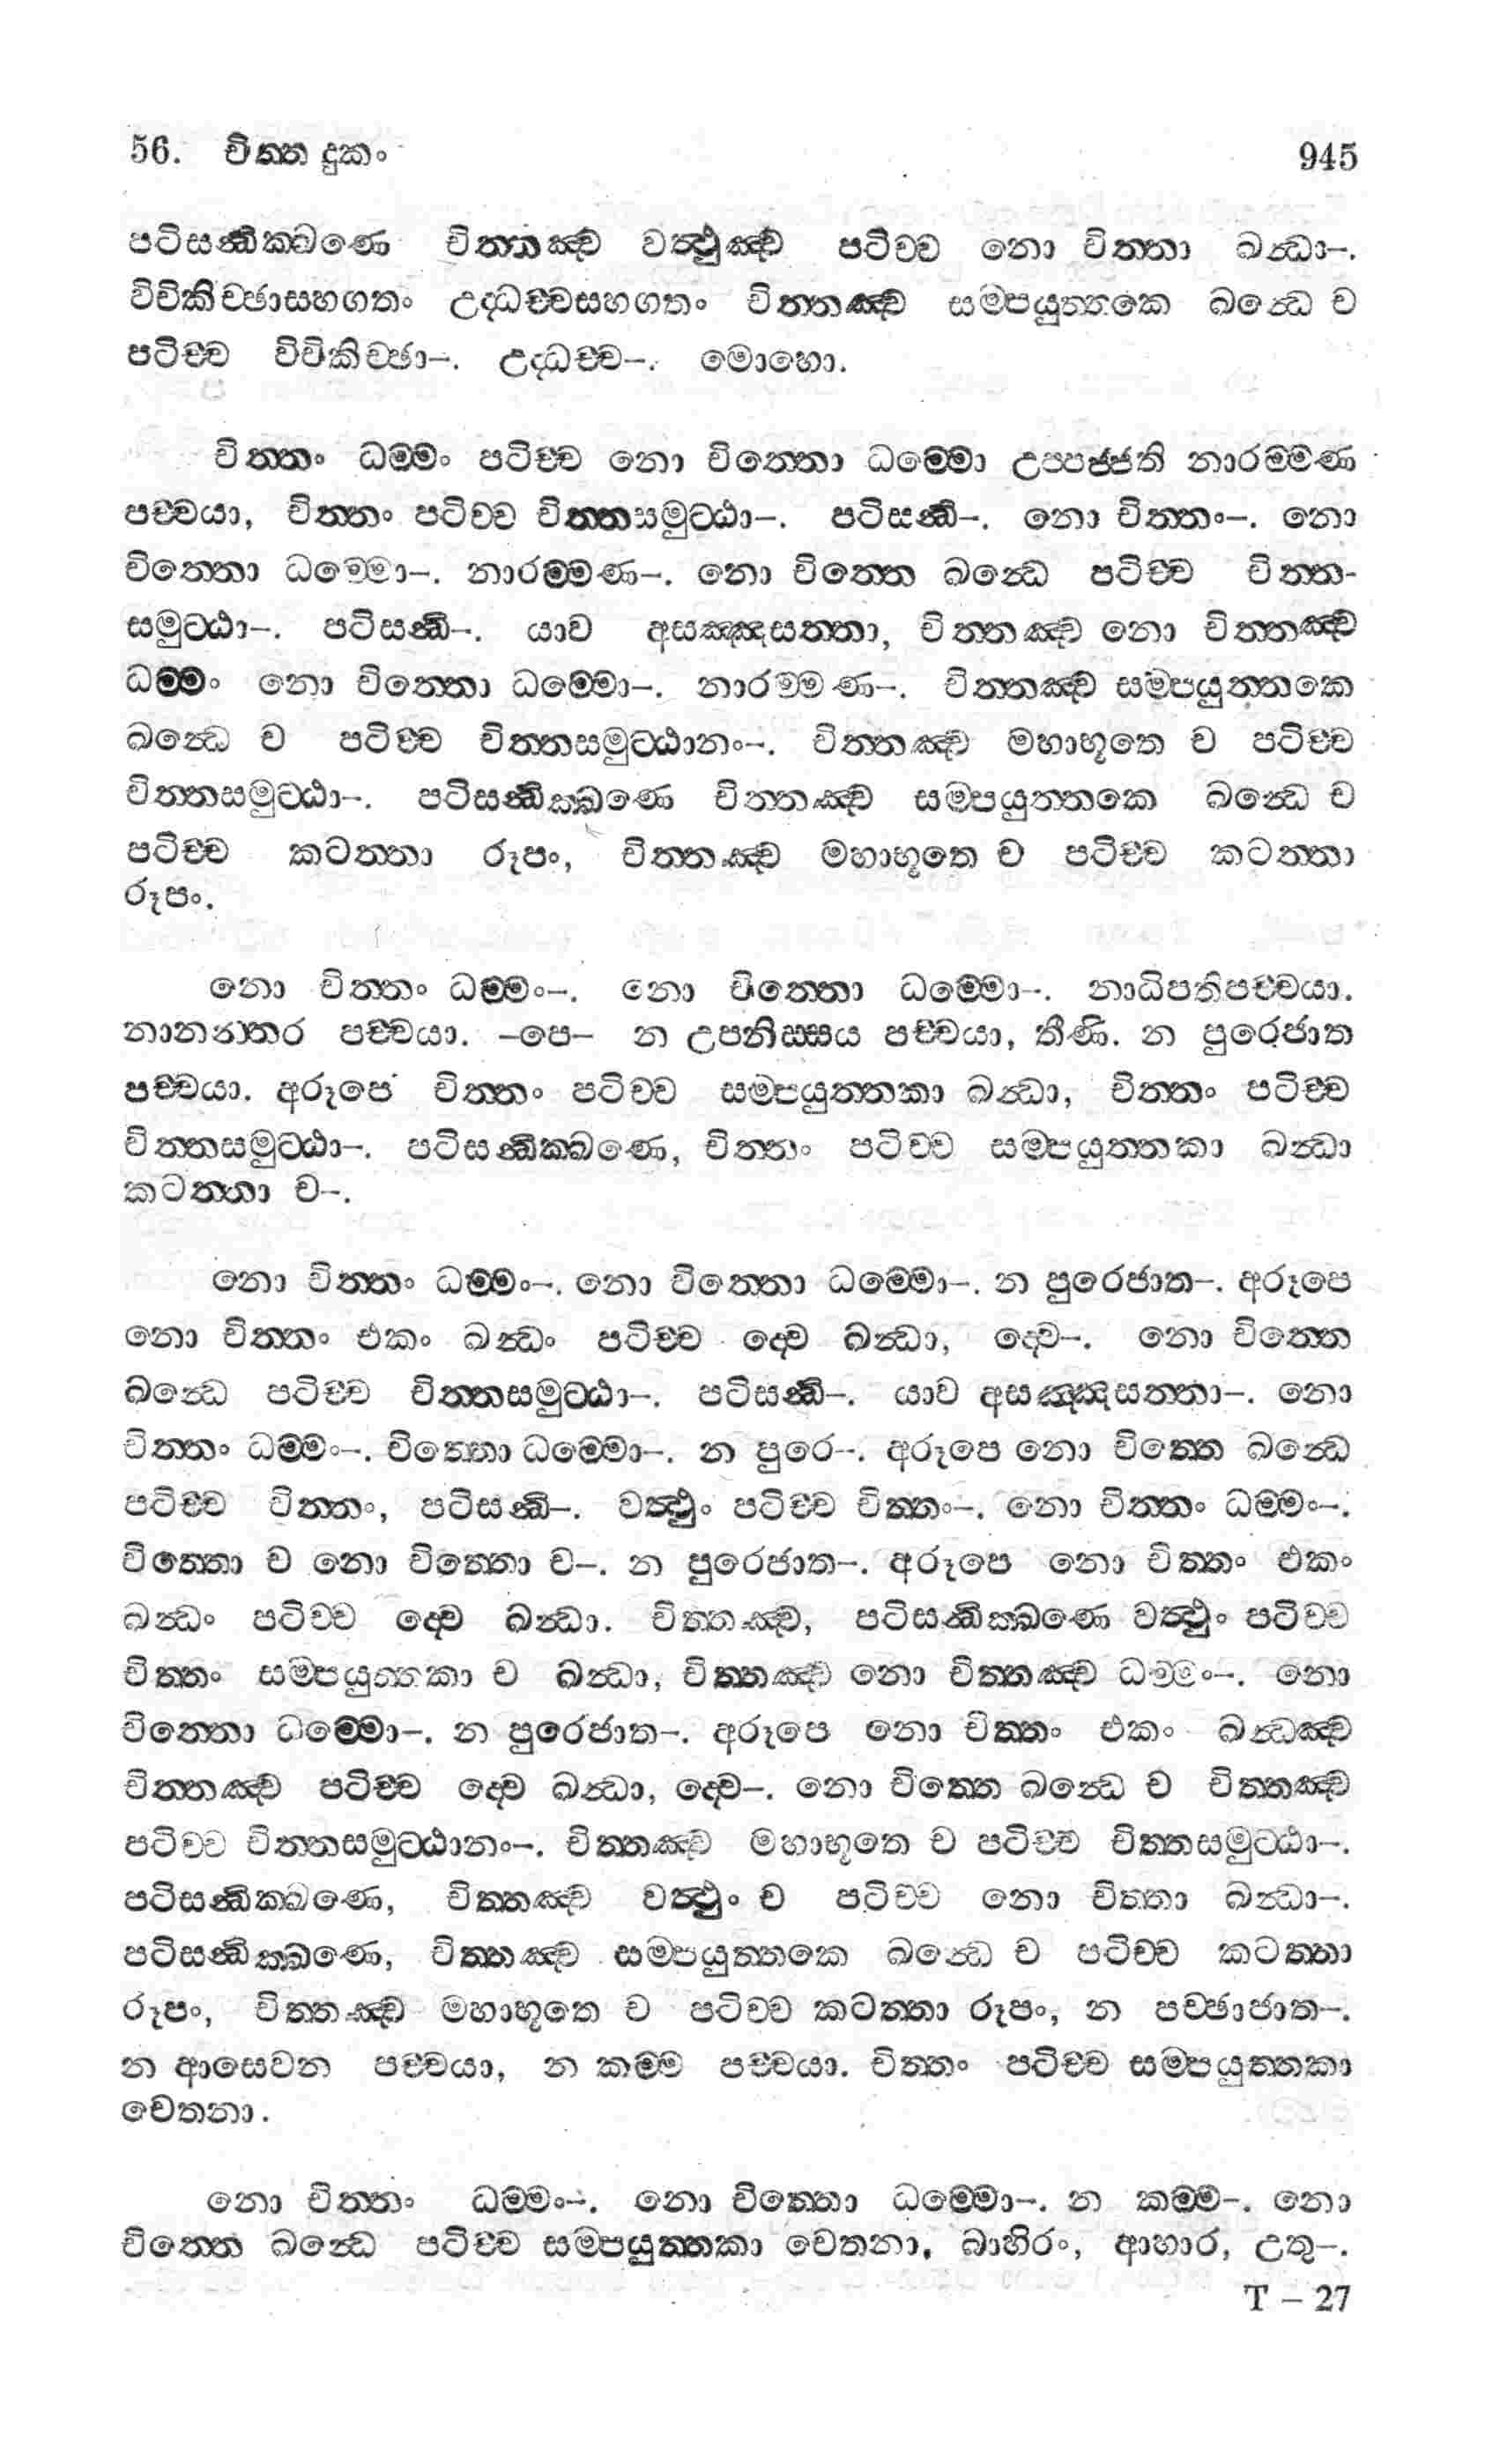 56. චිත්ත දුකං 945
පටිසන්ධික්ඛණෙ චිත්තඤ්ච වත්ථුඤ්ච පටිච්ච නො චිත්තා ඛන්ධා–.
විචිකිච්ඡාසහගතං උද්ධච්චසහගතං චිත්තඤ්ච සම්පයුත්තකෙ ඛන්ධෙ ච
පටිච්ච විචිකිච්ඡා–. උද්ධච්ච–. මොහො.
චිත්තං ධම්මං පටිච්ච නො චිත්තො ධම්මො උප්පජ්ජති නාරම්මණ
පච්චයා, චිත්තං පටිච්ච චිත්තසමුට්ඨා–. පටිසන්ධි–. නො චිත්තං–. නො
චිත්තො ධම්මො–. නාරම්මණ–. නො චිත්තෙ ඛන්ධෙ පටිච්ච චිත්ත-
සමුට්ඨා–. පටිසන්ධි–. යාව අසඤ්ඤසත්තා, චිත්තඤ්ච නො චිත්තඤ්ච
ධම්මං නො චිත්තො ධම්මො–. නාරම්මණ–. චිත්තඤ්ච සම්පයුත්තකෙ
ඛන්ධෙ ච පටිච්ච චිත්තසමුට්ඨානං–. චිත්තඤ්ච මහාභූතෙ ච පටිච්ච
චිත්තසමුට්ඨා–. පටිසන්ධික්ඛණෙ චිත්තඤ්ච සම්පයුත්තකෙ ඛන්ධෙ ච
පටිච්ච කටත්තා රූපං, චිත්තඤ්ච මහාභූතෙ ච පටිච්ච කටත්තා
රූපං.
නො චිත්තං ධම්මං–. නො චිත්තො ධම්මො–. නාධිපතිපච්චයා.
නානන්තර පච්චයා. –පෙ– න උපනිස්සය පච්චයා, තීණි. න පුරෙජාත
පච්චයා. අරූපෙ චිත්තං පටිච්ච සම්පයුත්තකා ඛන්ධා, චිත්තං පටිච්ච
චිත්තසමුට්ඨා–. පටිසන්ධික්ඛණෙ, චිත්තං පටිච්ච සම්පයුත්තකා ඛන්ධා
කටත්තා ච–.
නො චිත්තං ධම්මං–. නො චිත්තො ධම්මො–. න පුරෙජාත–. අරූපෙ
නො චිත්තං එකං ඛන්ධං පටිච්ච ද්වෙ ඛන්ධා, ද්වෙ–. නො චිත්තෙ
ඛන්ධෙ පටිච්ච චිත්තසමුට්ඨා–. පටිසන්ධි–. යාව අසඤ්ඤසත්තා–. නො
චිත්තං ධම්මං–. චිත්තො ධම්මො–. න පුරෙ–. අරූපෙ නො චිත්තෙ ඛන්ධෙ
පටිච්ච චිත්තං, පටිසන්ධි–. වත්ථුං පටිච්ච චිත්තං–. නො චිත්තං ධම්මං–.
චිත්තො ච නො චිත්තො ච–. න පුරෙජාත–. අරූපෙ නො චිත්තං එකං
ඛන්ධං පටිච්ච ද්වෙ ඛන්ධා. චිත්තඤ්ච, පටිසන්ධික්ඛණෙ වත්ථුං පටිච්ච
චිත්තං සම්පයුත්තකා ච ඛන්ධා, චිත්තඤ්ච නො චිත්තඤ්ච ධම්මං–. නො
චිත්තො ධම්මො–. න පුරෙජාත–. අරූපෙ නො චිත්තං එකං ඛන්ධඤ්ච
චිත්තඤ්ච පටිච්ච ද්වෙ ඛන්ධා, ද්වෙ–. නො චිත්තෙ ඛන්ධෙ ච චිත්තඤ්ච
පටිච්ච චිත්තසමුට්ඨානං–. චිත්තඤ්ච මහාභූතෙ ච පටිච්ච චිත්තසමුට්ඨා–.
පටිසන්ධික්ඛණෙ, චිත්තඤ්ච වත්ථුං ච පටිච්ච නො චිත්තා ඛන්ධා–.
පටිසන්ධික්ඛණෙ, චිත්තඤ්ච සම්පයුත්තකෙ ඛන්ධෙ ච පටිච්ච කටත්තා
රූපං, චිත්තඤ්ච මහාභූතෙ ච පටිච්ච කටත්තා රූපං, න පච්ඡාජාත–.
න ආසෙවන පච්චයා, න කම්ම පච්චයා. චිත්තං පටිච්ච සම්පයුත්තකා
චෙතනා.
නො චිත්තං ධම්මං–. නො චිත්තො ධම්මො–. න කම්ම–. නො
චිත්තෙ ඛන්ධෙ පටිච්ච සම්පයුත්තකා චෙතනා, බාහිරං, ආහාර, උතු–.
T – 27